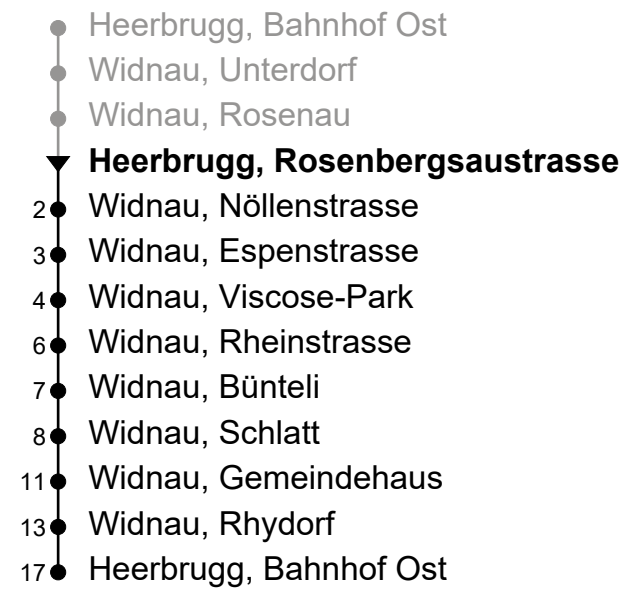 Heerbrugg, Bahnhof Ost
Widnau, Unterdorf
Widnau, Rosenau
Heerbrugg, Rosenbergsaustrasse
2 Widnau, Nöllenstrasse
3 Widnau, Espenstrasse
4 Widnau, Viscose-Park
6 Widnau, Rheinstrasse
7 Widnau, Bünteli
8 Widnau, Schlatt
11 Widnau, Gemeindehaus
13 Widnau, Rhydorf
17 Heerbrugg, Bahnhof Ost